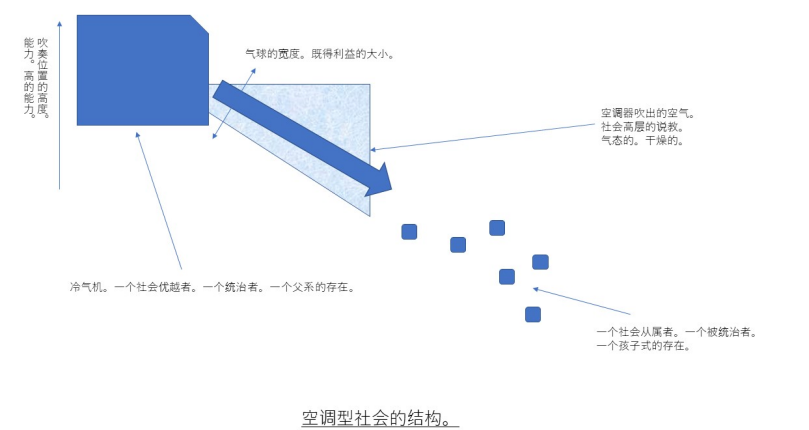 吹奏位置的高度。
能力。高的能力。
气球的宽度。既得利益的大小。
空调器吹出的空气。
社会高层的说教。
气态的。干燥的。
冷气机。一个社会优越者。一个统治者。一个父系的存在。
一个社会从属者。一个被统治者。
一个孩子式的存在。
空调型社会的结构。